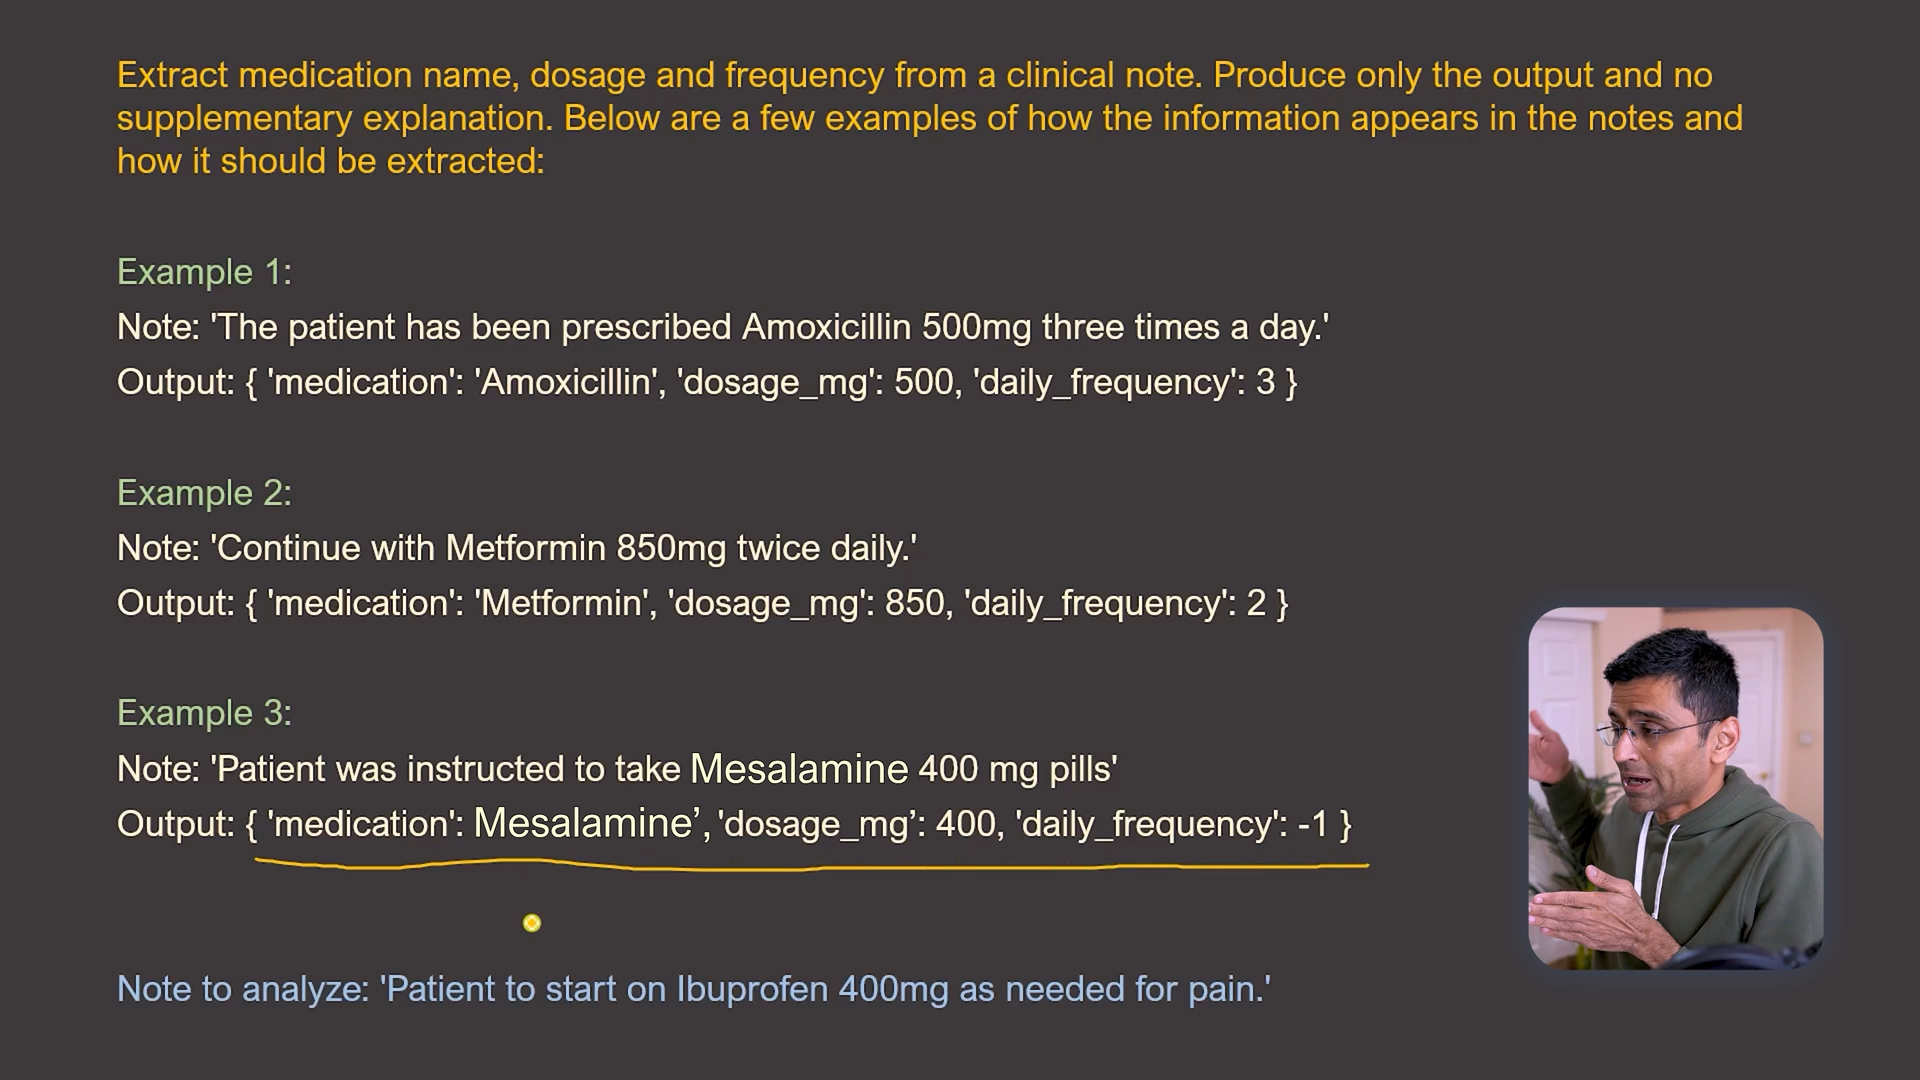 Extract medication name, dosage and frequency from a clinical note. Produce only the output and no
supplementary explanation. Below are a few examples of how the information appears in the notes and
how it should be extracted:
Example 1:
Note: 'The patient has been prescribed Amoxicillin 500mg three times a day.'
Output: { 'medication': 'Amoxicillin', 'dosage_mg': 500, 'daily_frequency': 3 }
Example 2:
Note: 'Continue with Metformin 850mg twice daily.'
Output: { 'medication': 'Metformin', 'dosage_mg': 850, 'daily_frequency': 2 }
Example 3:
Note: 'Patient was instructed to take Mesalamine 400 mg pills'
Output: { 'medication': Mesalamine’, 'dosage_mg’: 400, 'daily_frequency': -1 }
Note to analyze: 'Patient to start on Ibuprofen 400mg as needed for pain.'